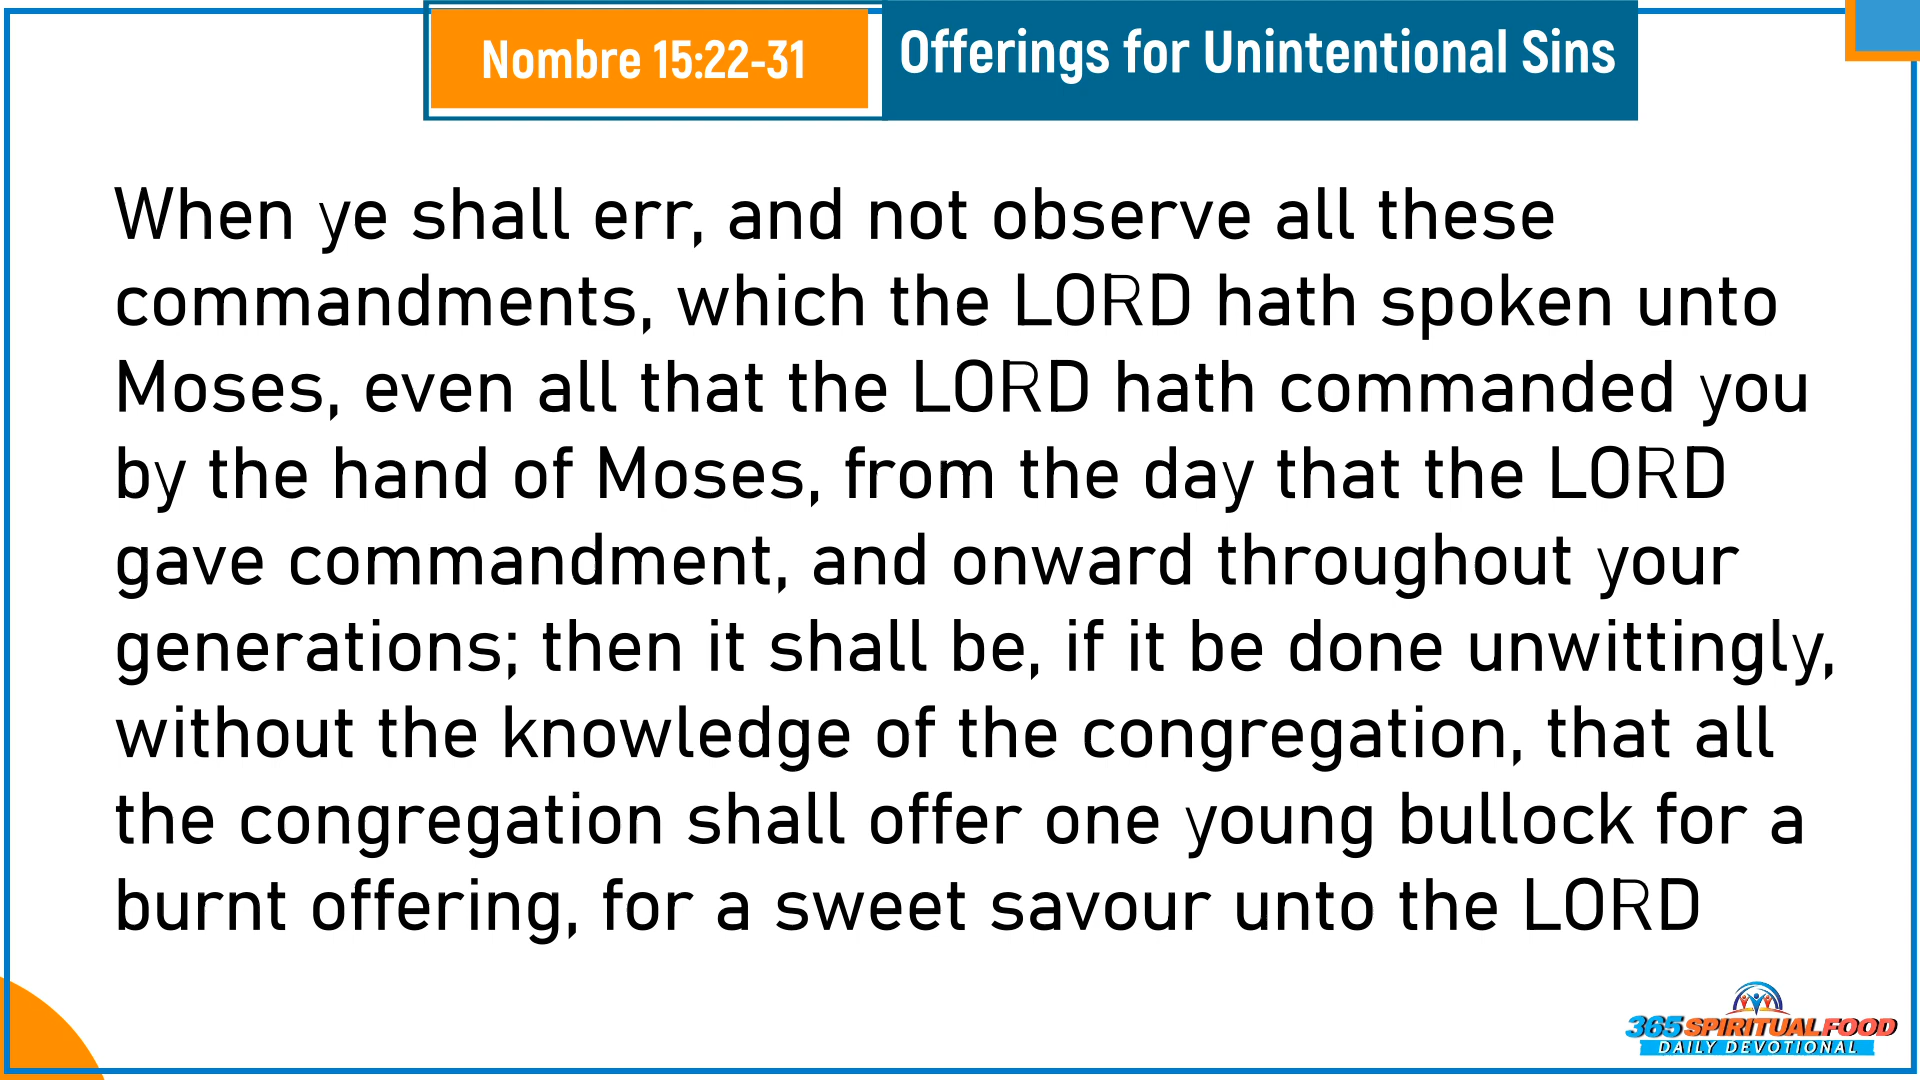 Nombre 15:22-31
Offerings for Unintentional Sins
When ye shall err, and not observe all these
commandments, which the LORD hath spoken unto
Moses, even all that the LORD hath commanded you
by the hand of Moses, from the day that the LORD
gave commandment, and onward throughout your
generations; then it shall be, if it be done unwittingly,
without the knowledge of the congregation, that all
the congregation shall offer one young bullock for a
burnt offering, for a sweet savour unto the LORD
365 SPIRITUAL FOOD
DAILY DEVOTIONAL